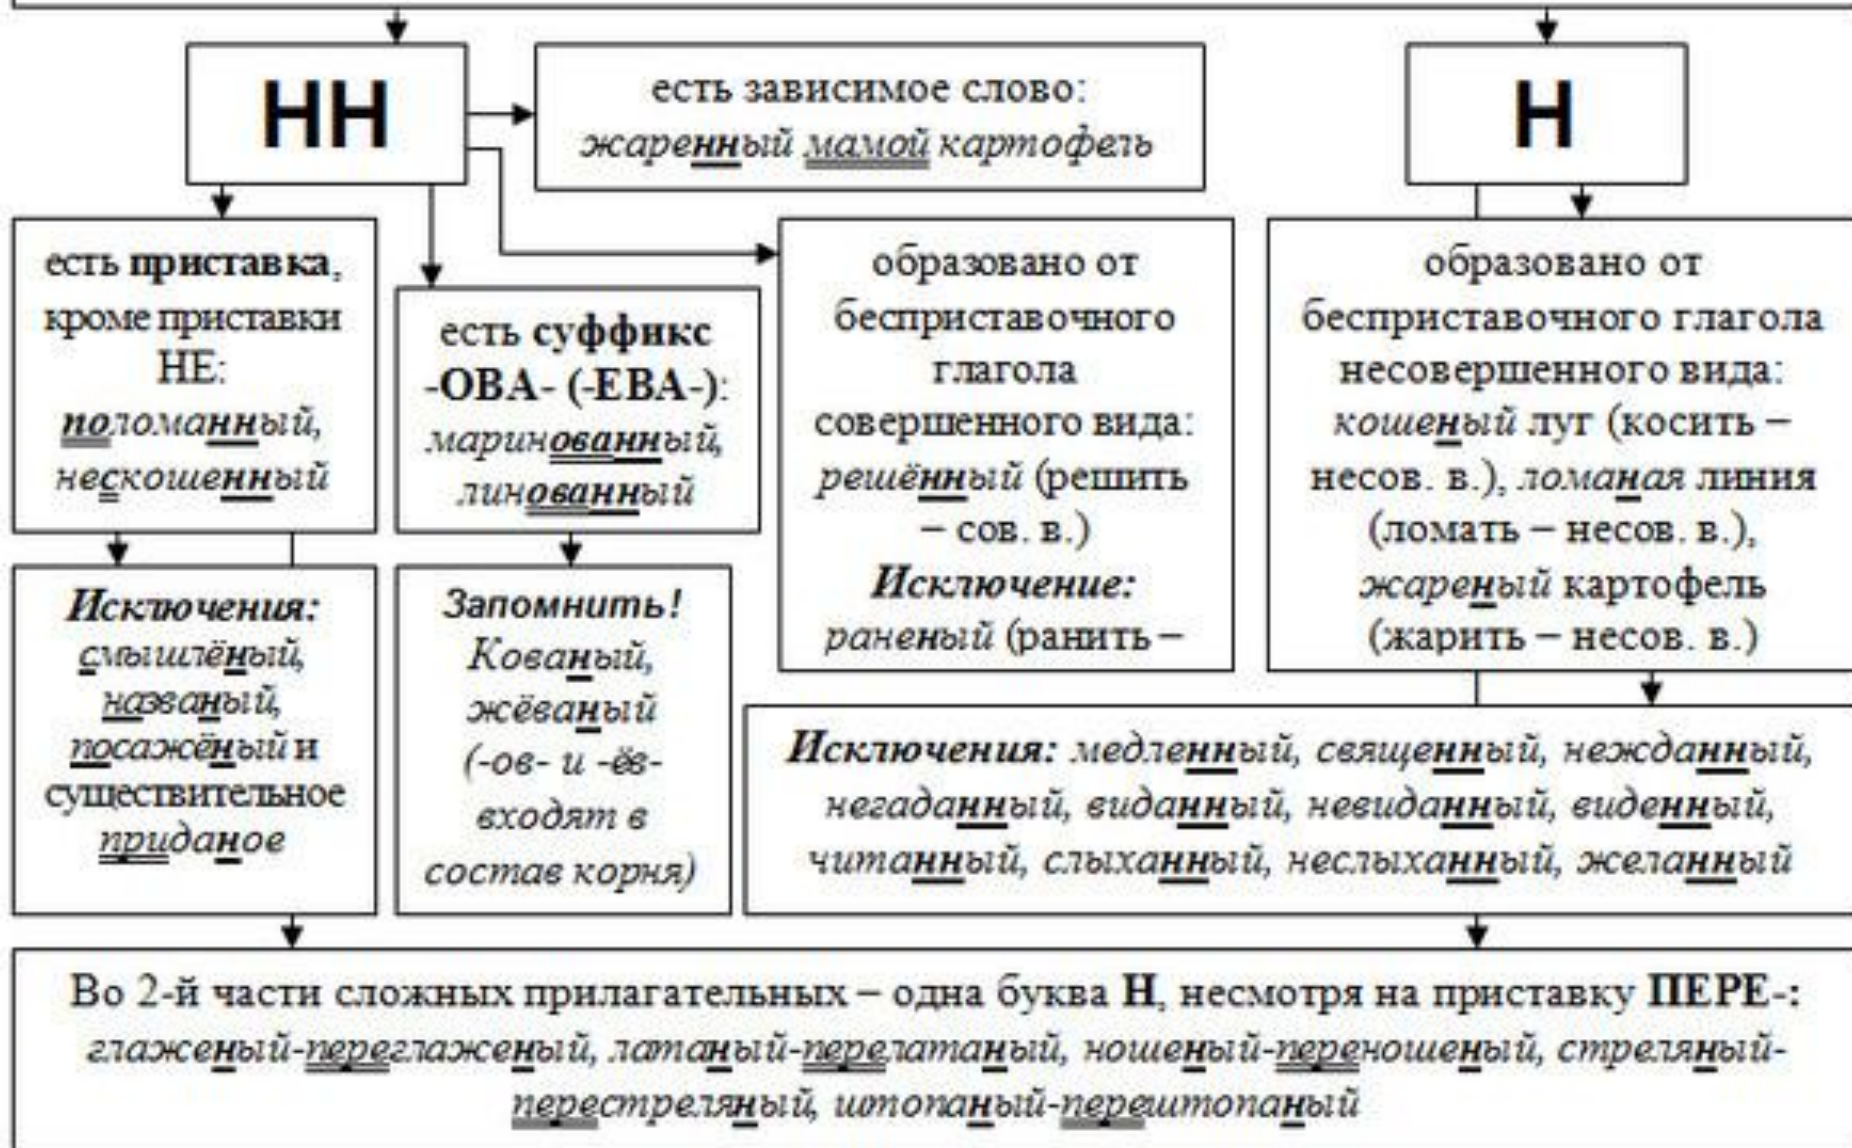 НН
есть зависимое слово:
жаренный мамой картофель
Н
есть приставка,
кроме приставки
НЕ:
поломанный,
нескошенный
есть суффикс
-ОВА- (-ЕВА-):
маринованный,
линованный
образовано от
бесприставочного
глагола
совершенного вида:
решённый (решить
– сов. в.)
Исключение:
раненый (ранить –
образовано от
бесприставочного глагола
несовершенного вида:
кошеный луг (косить –
несов. в.), ломаная линия
(ломать – несов. в.),
жареный картофель
(жарить – несов. в.)
Исключения:
смышлёный,
названый,
посажёный и
существительное
приданое
Запомнить!
Кованый,
жёваный
(-ов- и -ёв-
входят в
состав корня)
Исключения: медленный, священный, нежданный,
негаданный, виданный, невиданный, виденный,
читанный, слыханный, неслыханный, желанный
Во 2-й части сложных прилагательных – одна буква Н, несмотря на приставку ПЕРЕ-:
глаженый-переглаженый, латаный-перелатаный, ношеный-переношеный, стреляный-
перестреляный, штопаный-перештопаный